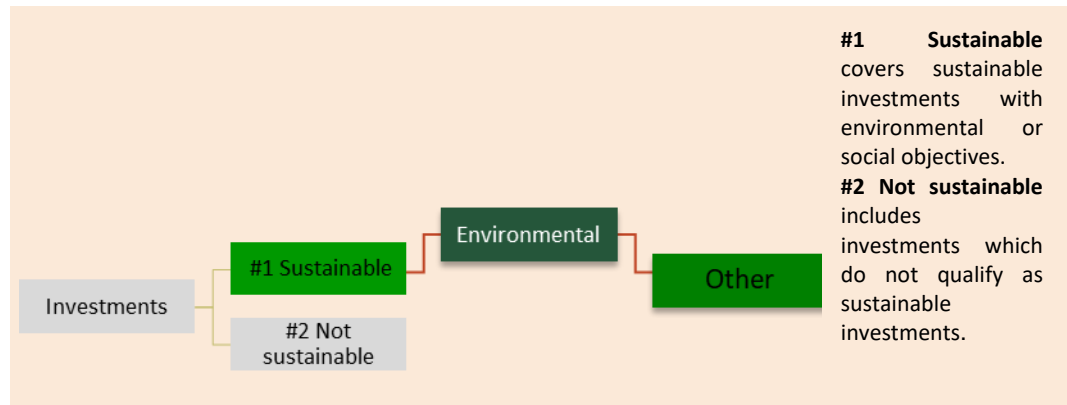 Investments
#1 Sustainable
#2 Not
sustainable
Environmental
Other
#1 Sustainable
covers sustainable
investments with
environmental or
social objectives.
#2 Not sustainable
includes
investments which
do not qualify as
sustainable
investments.